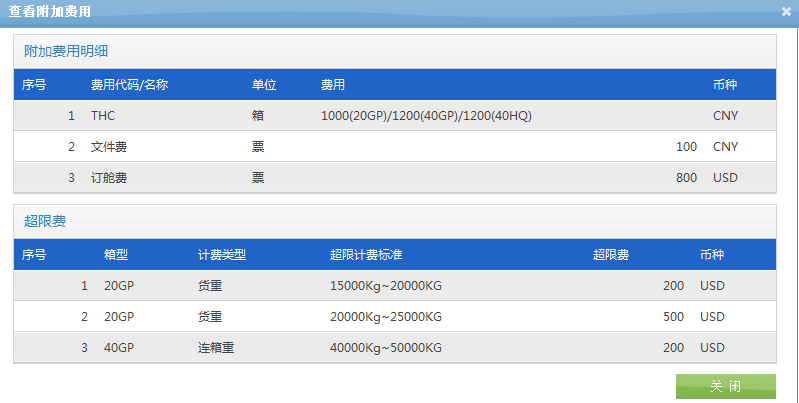 查看附加费用
附加费用明细
序号 费用代码/名称 单位 费用 币种
1 THC 箱 1000(20GP)/1200(40GP)/1200(40HQ) CNY
2 文件费 票 100 CNY
3 订舱费 票 800 USD
超限费
序号 箱型 计费类型 超限计费标准 超限费 币种
1 20GP 货重 15000Kg~20000KG 200 USD
2 20GP 货重 20000Kg~25000KG 500 USD
3 40GP 连箱重 40000Kg~50000KG 200 USD
关 闭